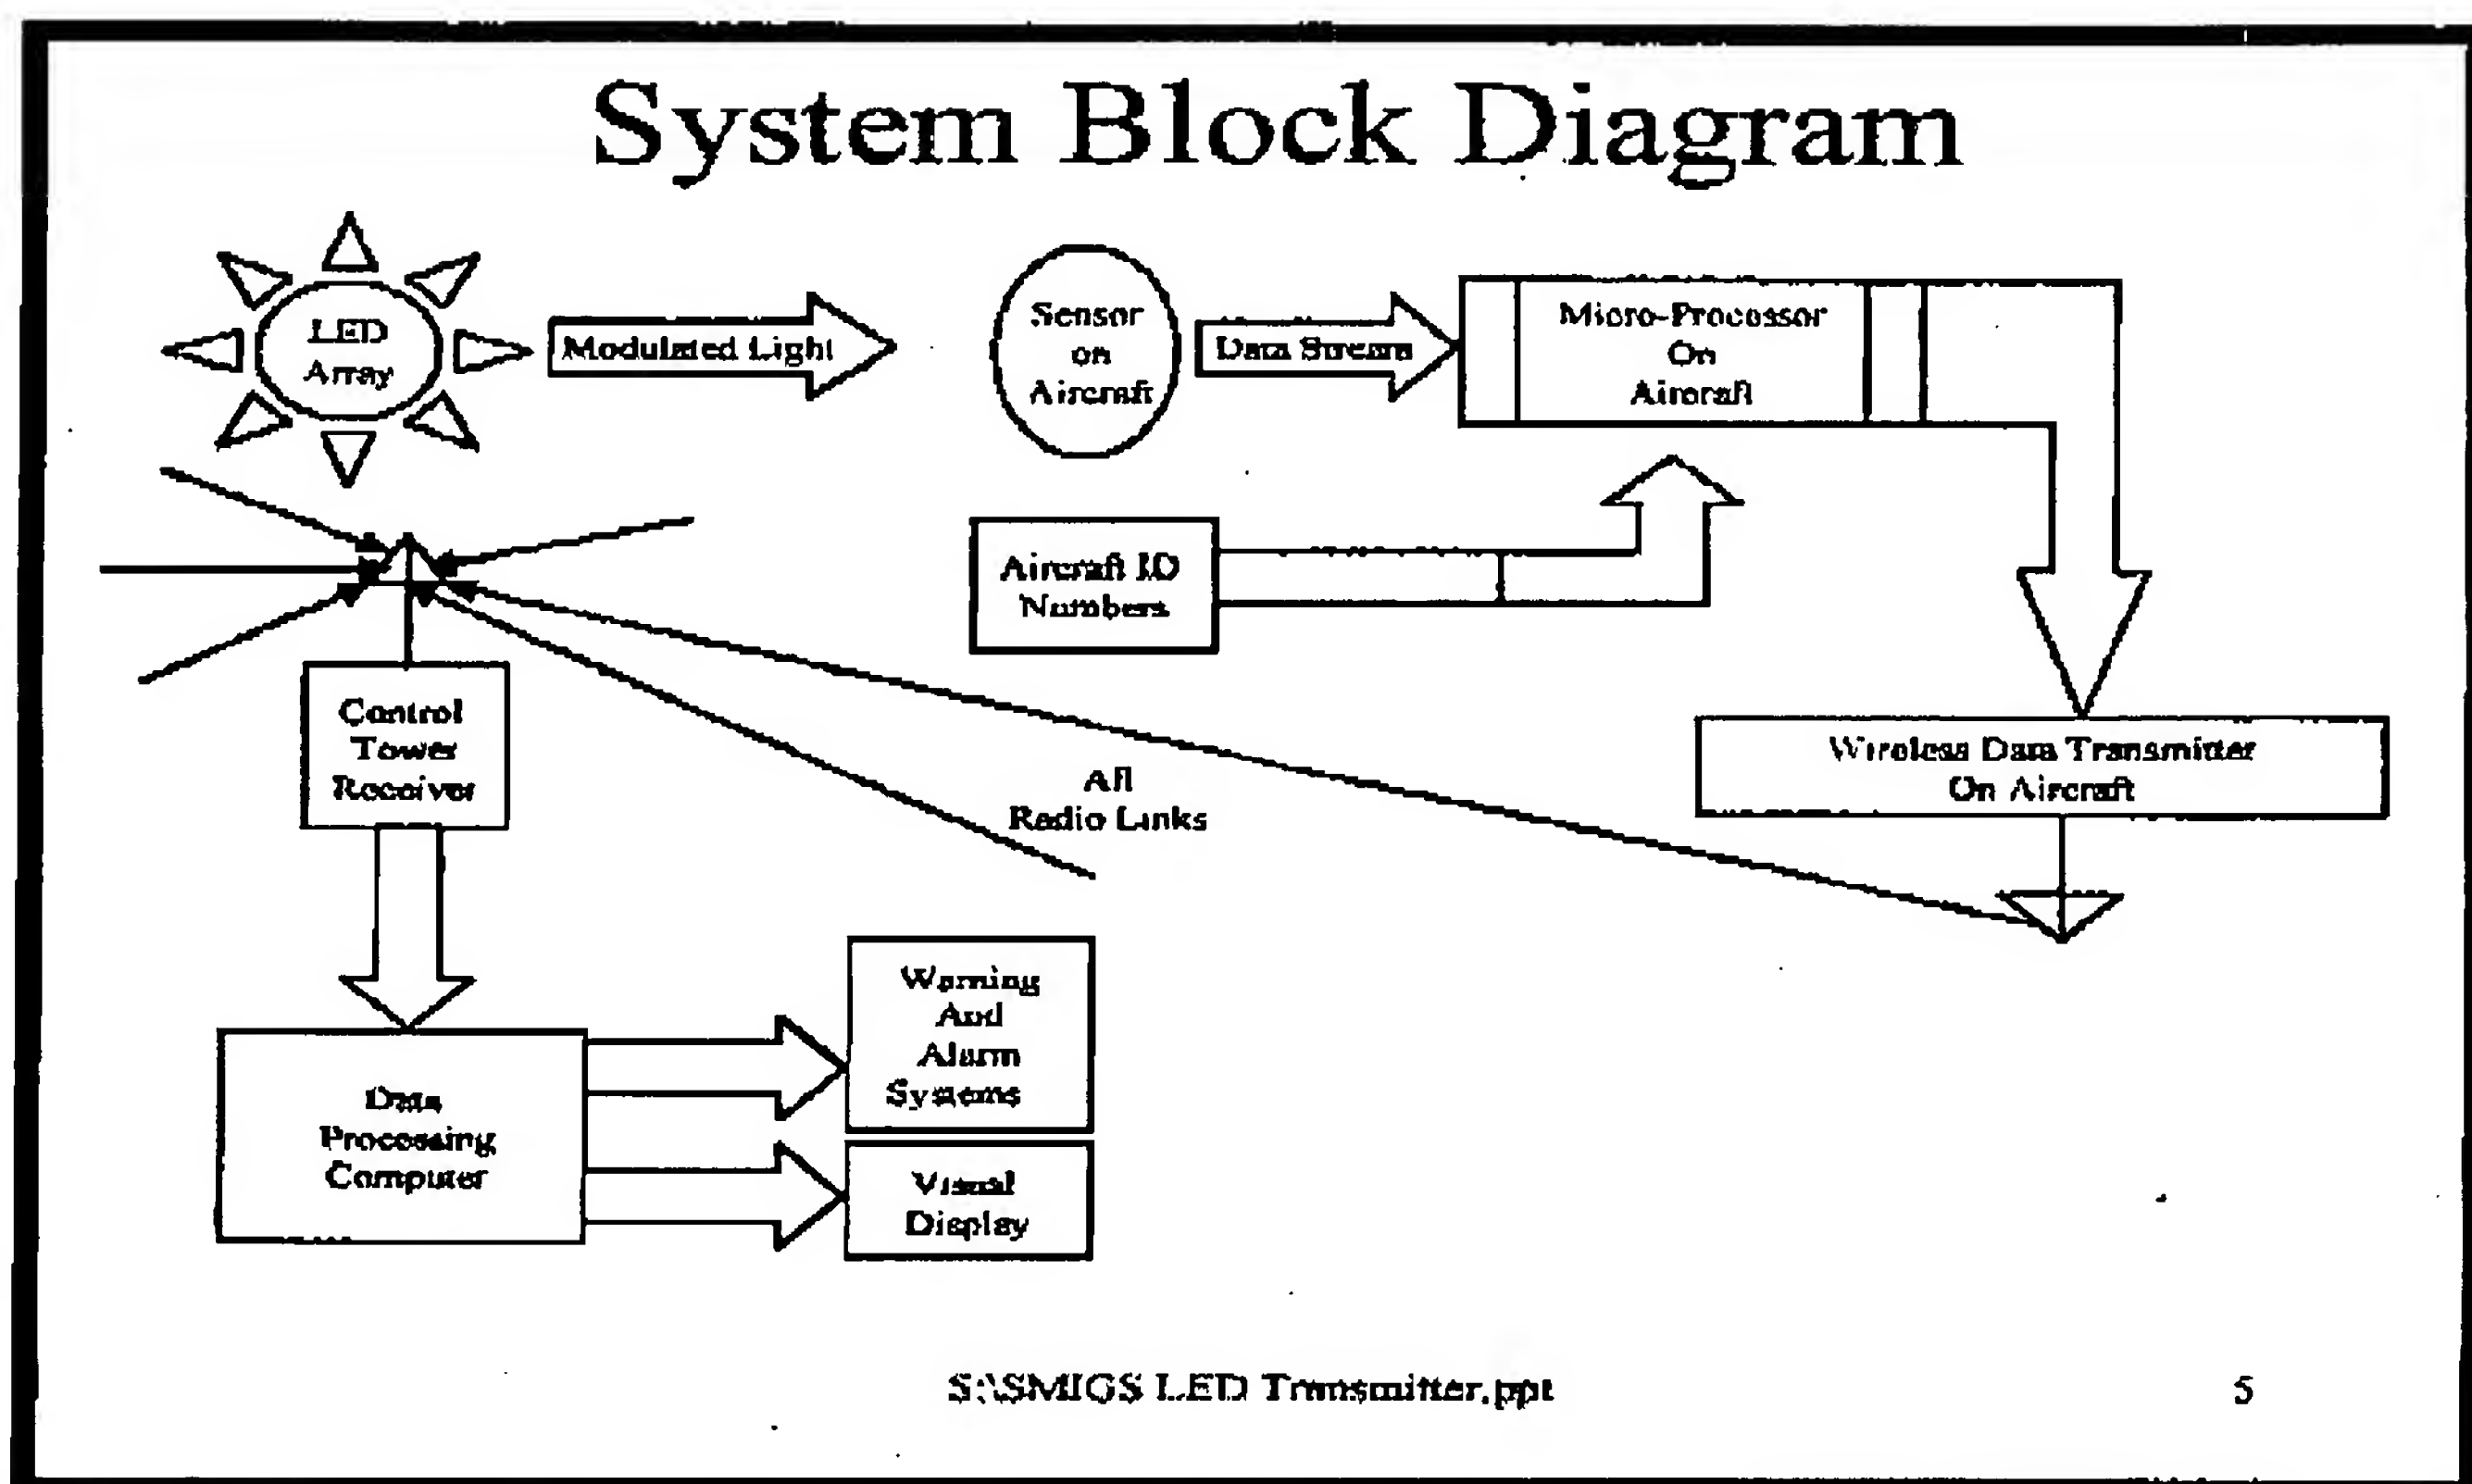 System Block Diagram
LED
Array
Modulated Light
Sensor
on
Aircraft
Data Stream
Micro-Processor
On
Aircraft
Aircraft ID
Numbers
Control
Tower
Receiver
All
Radio Links
Wireless Data Transmitter
On Aircraft
Warning
And
Alarm
Systems
Data
Processing
Computer
Visual
Display
S:\SMIGS LED Transmitter.ppt
5